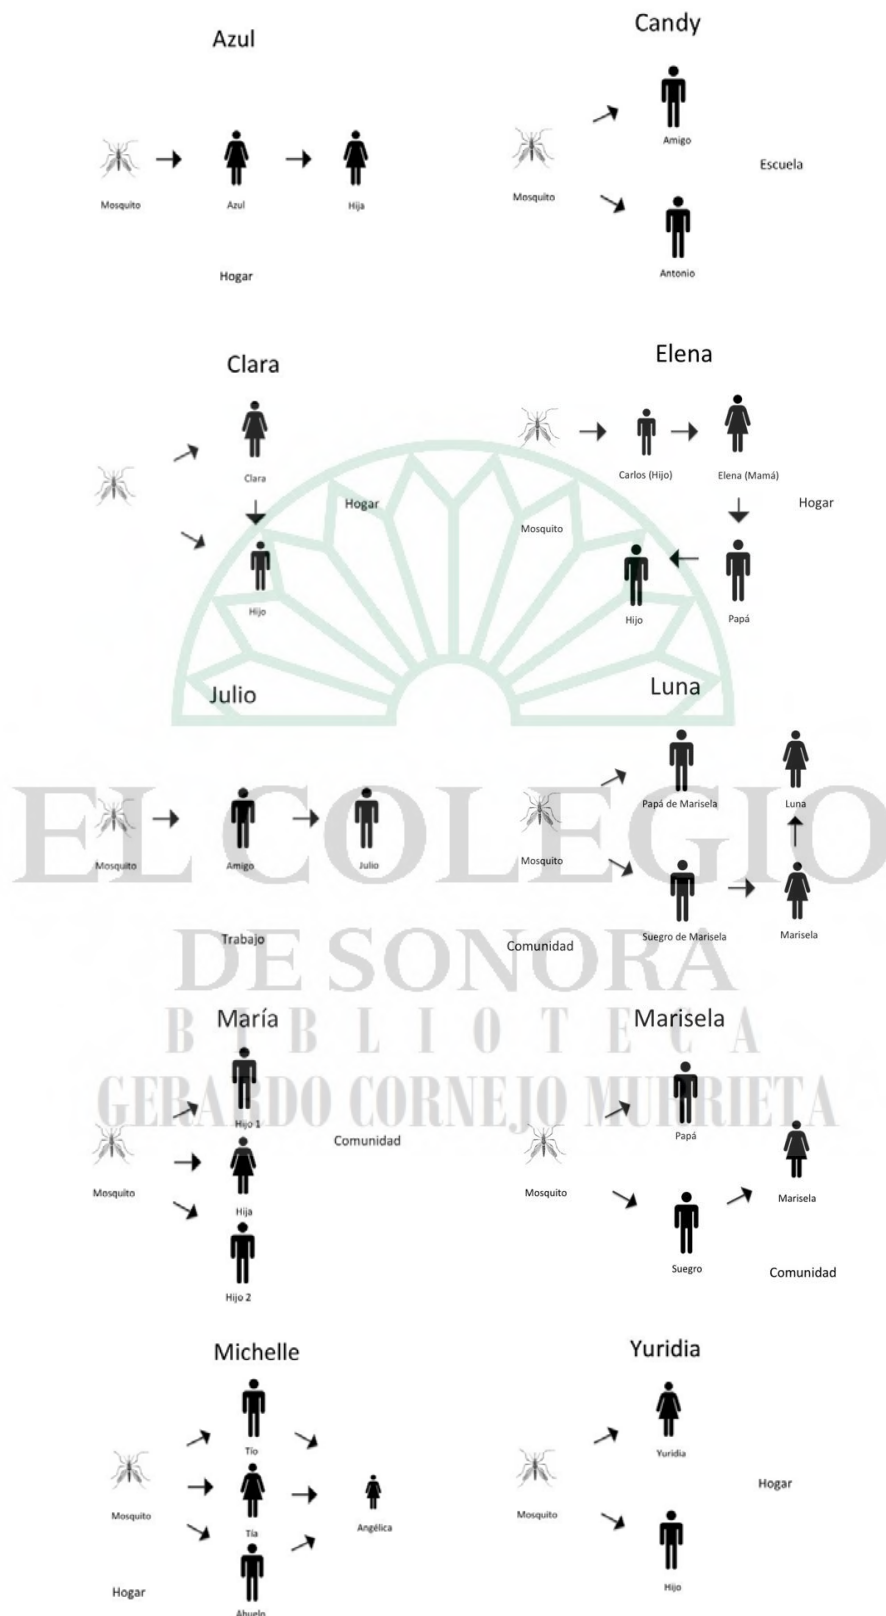 Azul
Mosquito
Azul
Hija
Hogar
Candy
Amigo
Mosquito
Escuela
Antonio
Clara
Clara
Hogar
Hijo
Elena
Carlos (Hijo)
Elena (Mamá)
Hogar
Mosquito
Hijo
Papá
Julio
Mosquito
Amigo
Julio
Trabajo
Luna
Papá de Marisela
Luna
Mosquito
Suegro de Marisela
Marisela
Comunidad
EL COLEGIO
DE SONORA
BIBLIOTECA
GERARDO CORNEJO MURRIETA
María
Hijo 1
Comunidad
Mosquito
Hija
Hijo 2
Marisela
Papá
Mosquito
Marisela
Suegro
Comunidad
Michelle
Tío
Mosquito
Tía
Angélica
Hogar
Abuelo
Yuridia
Yuridia
Hogar
Mosquito
Hijo